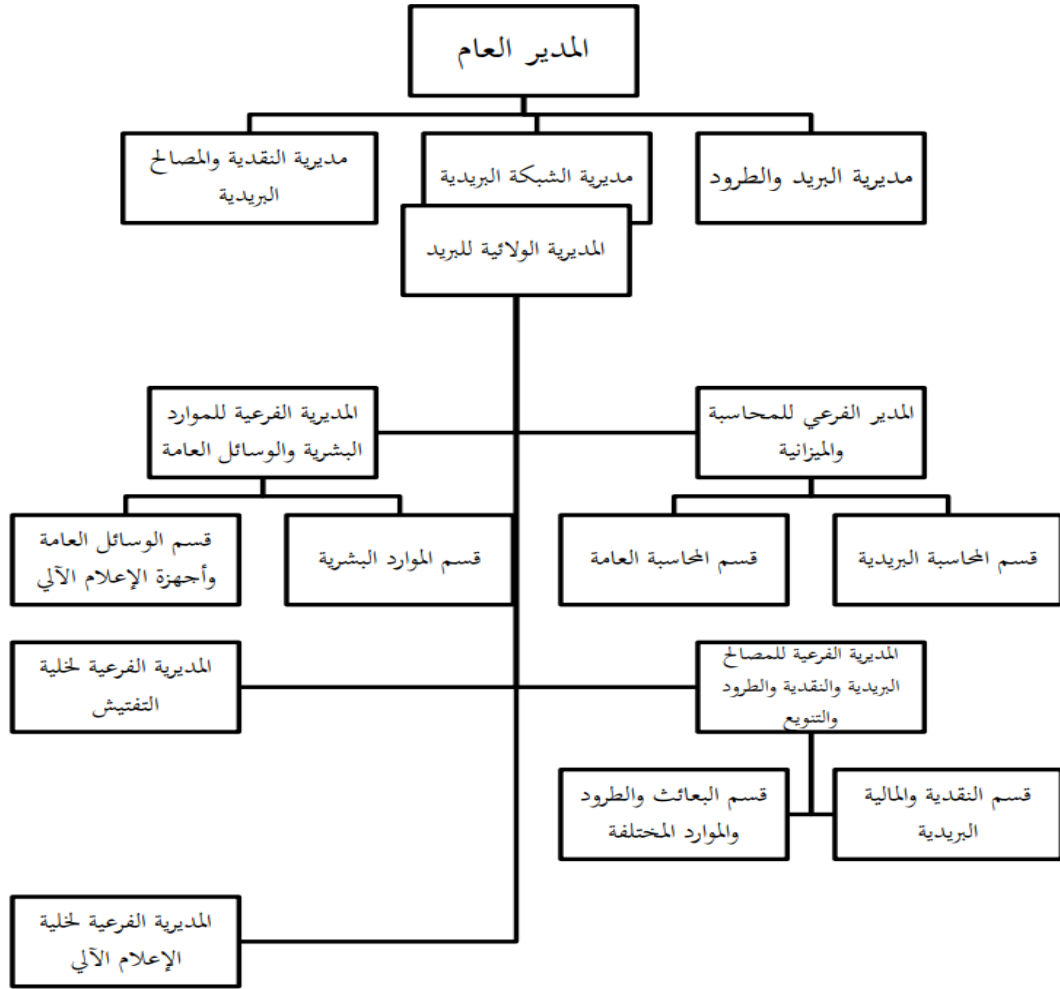 المدير العام
مديرية البريد والطرود
مديرية الشبكة البريدية
مديرية النقدية والمصالح
البريدية
المديرية الولائية للبريد
المدير الفرعي للمحاسبة
والميزانية
المديرية الفرعية للموارد
البشرية والوسائل العامة
قسم المحاسبة البريدية
قسم المحاسبة العامة
قسم الموارد البشرية
قسم الوسائل العامة
وأجهزة الإعلام الآلي
المديرية الفرعية للمصالح
البريدية والنقدية والطرود
والتنويع
المديرية الفرعية لخلية
التفتيش
قسم النقدية والمالية
البريدية
قسم البعائث والطرود
والموارد المختلفة
المديرية الفرعية لخلية
الإعلام الآلي